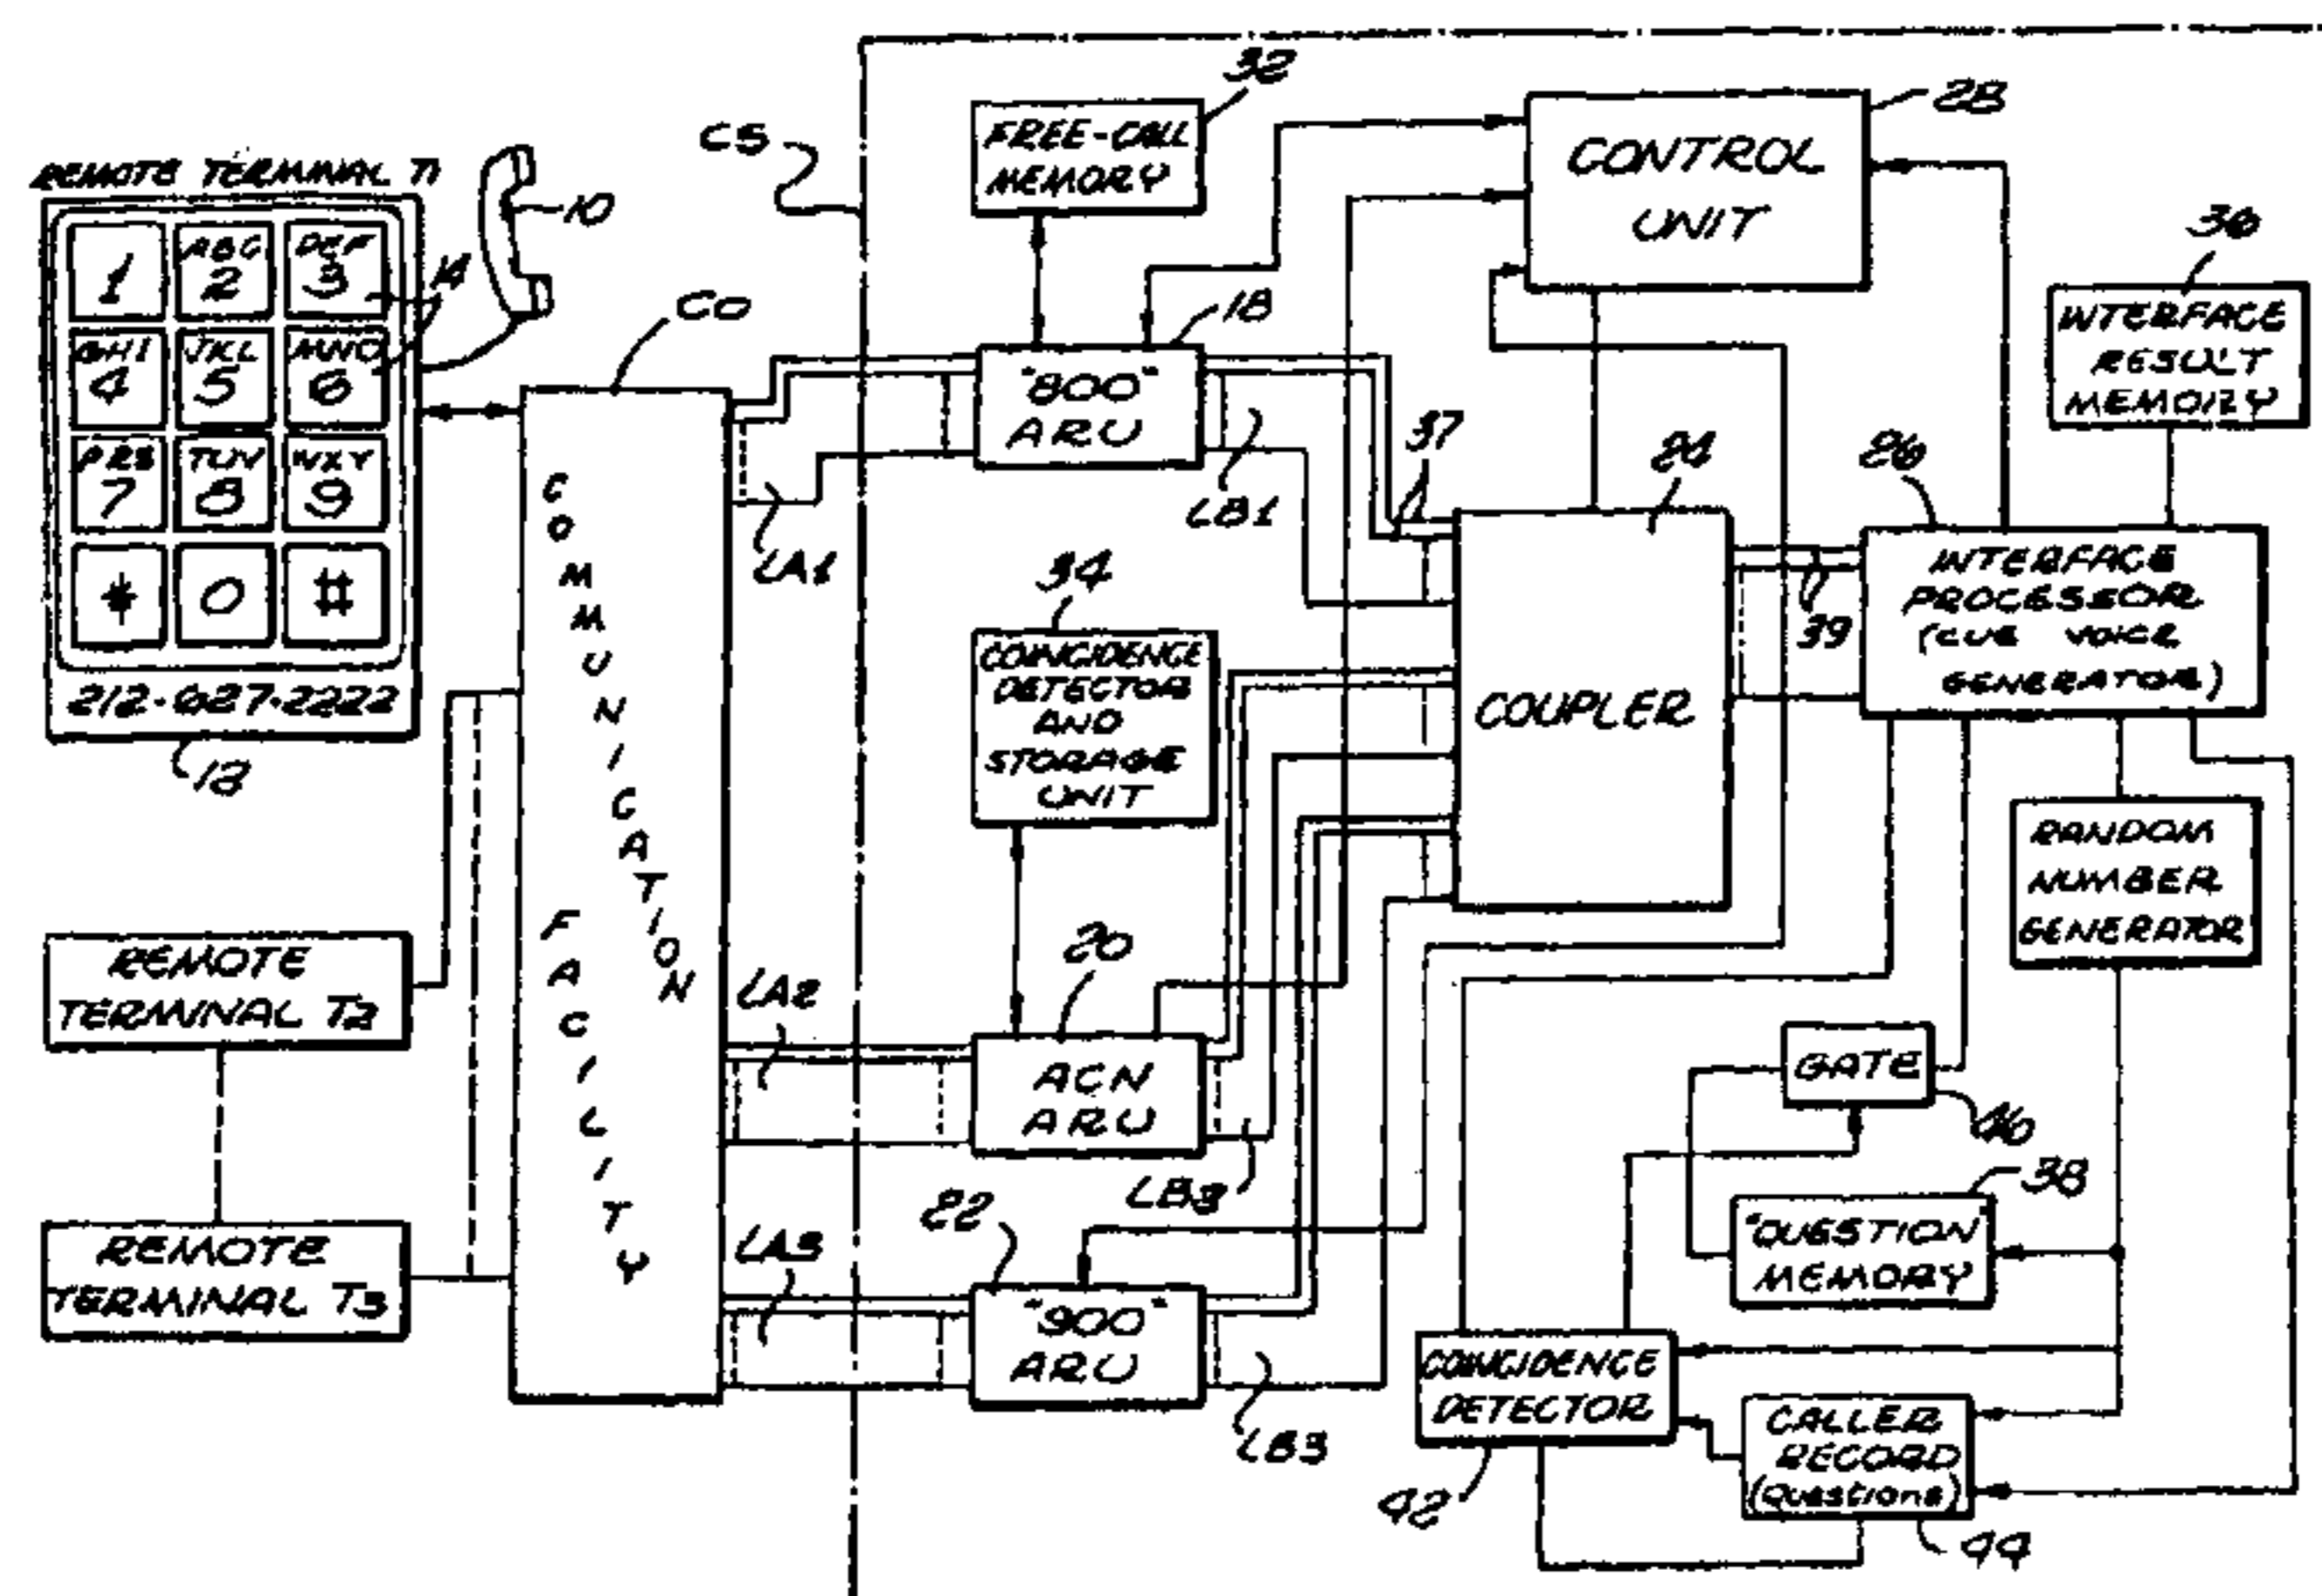 REMOTE TERMINAL T1
10
1
ABC
2
DEF
3
14
GHI
4
JKL
5
MNO
6
PRS
7
TUV
8
WXY
9
*
0
#
212-627-2222
12
REMOTE
TERMINAL T2
REMOTE
TERMINAL T3
CO
COMMUNICATION
FACILITY
CS
LA1
LA2
LA3
32
FREE-CALL
MEMORY
18
"800"
ARU
LB1
34
COINCIDENCE
DETECTOR
AND
STORAGE
UNIT
20
ACN
ARU
LB2
22
"900"
ARU
LB3
28
CONTROL
UNIT
37
24
COUPLER
39
36
INTERFACE
RESULT
MEMORY
26
INTERFACE
PROCESSOR
(CUE VOICE
GENERATOR)
RANDOM
NUMBER
GENERATOR
GATE
46
38
"QUESTION"
MEMORY
COINCIDENCE
DETECTOR
42
CALLER
RECORD
(Questions)
44